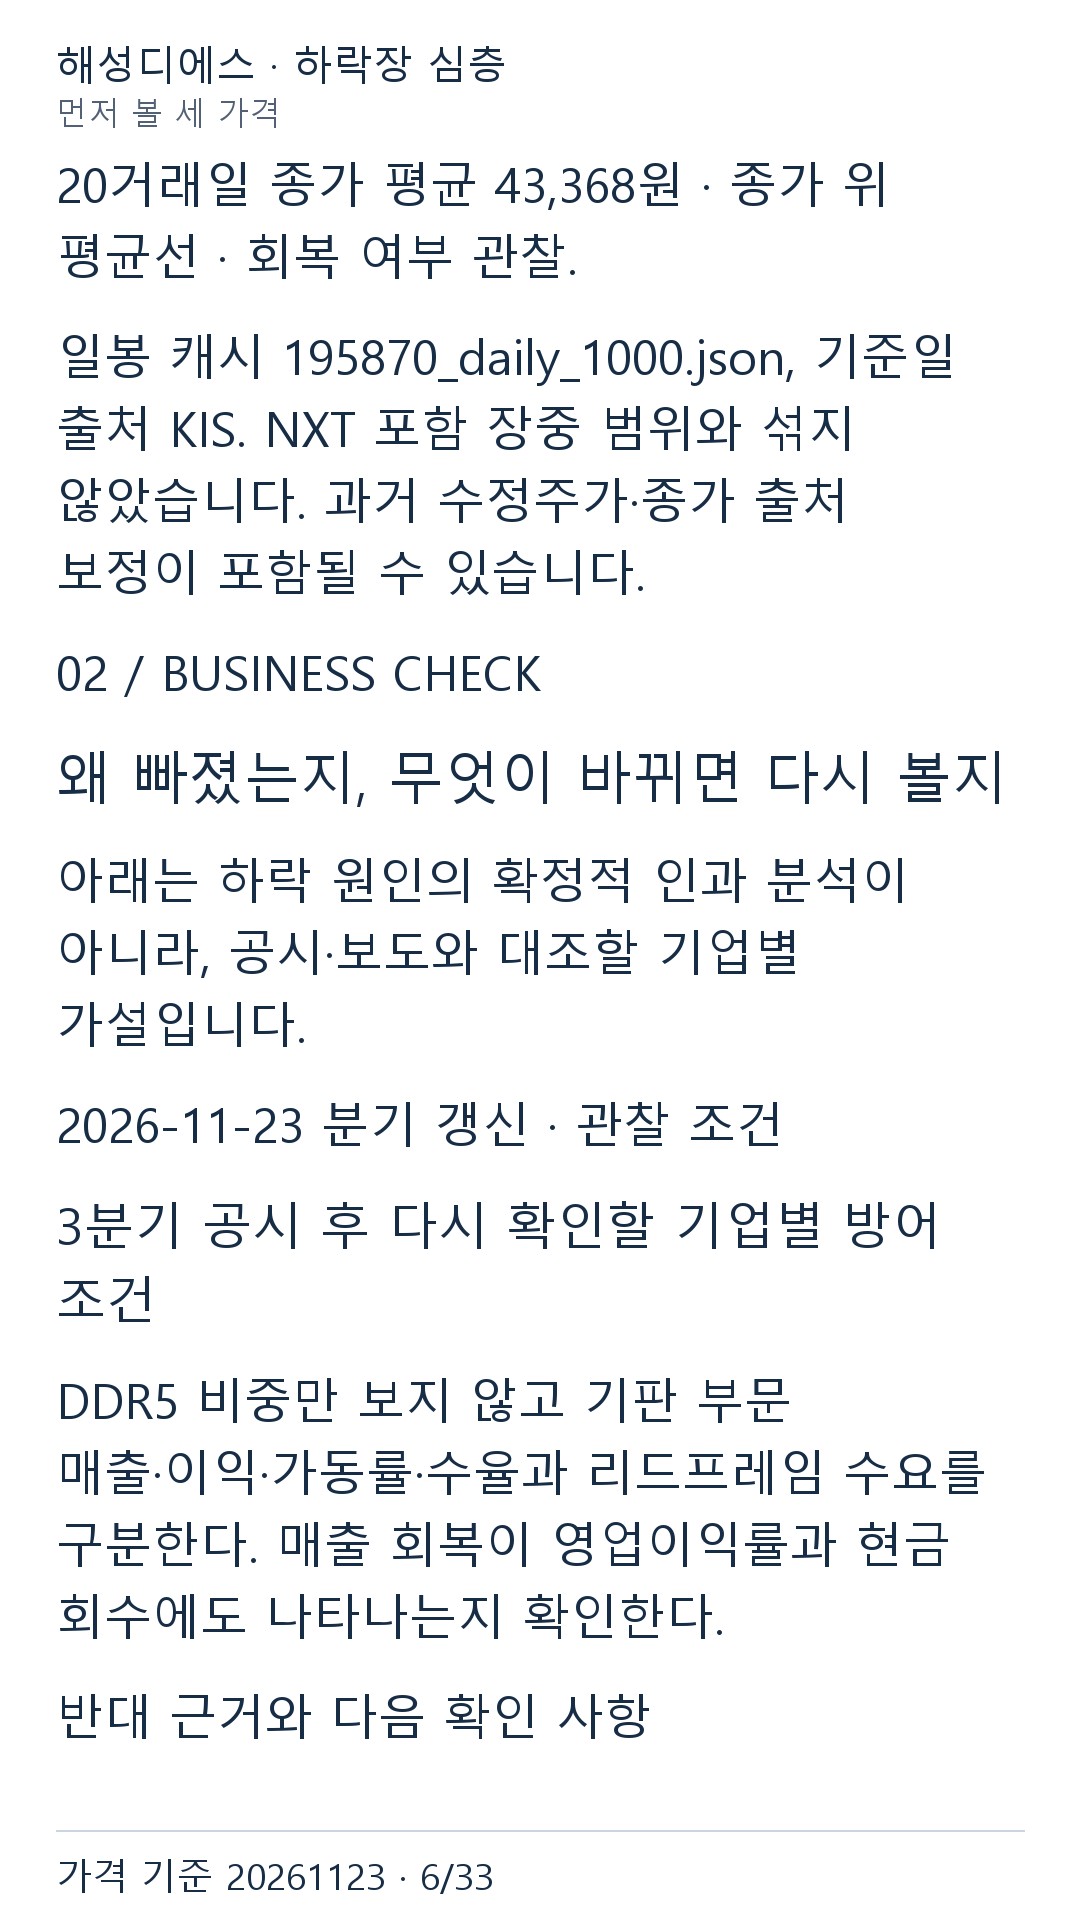 해성디에스 · 하락장 심층
먼저 볼 세 가격
20거래일 종가 평균 43,368원 · 종가 위
평균선 · 회복 여부 관찰.
일봉 캐시 195870_daily_1000.json, 기준일
출처 KIS. NXT 포함 장중 범위와 섞지
않았습니다. 과거 수정주가·종가 출처
보정이 포함될 수 있습니다.
02 / BUSINESS CHECK
왜 빠졌는지, 무엇이 바뀌면 다시 볼지
아래는 하락 원인의 확정적 인과 분석이
아니라, 공시·보도와 대조할 기업별
가설입니다.
2026-11-23 분기 갱신 · 관찰 조건
3분기 공시 후 다시 확인할 기업별 방어
조건
DDR5 비중만 보지 않고 기판 부문
매출·이익·가동률·수율과 리드프레임 수요를
구분한다. 매출 회복이 영업이익률과 현금
회수에도 나타나는지 확인한다.
반대 근거와 다음 확인 사항
가격 기준 20261123 · 6/33